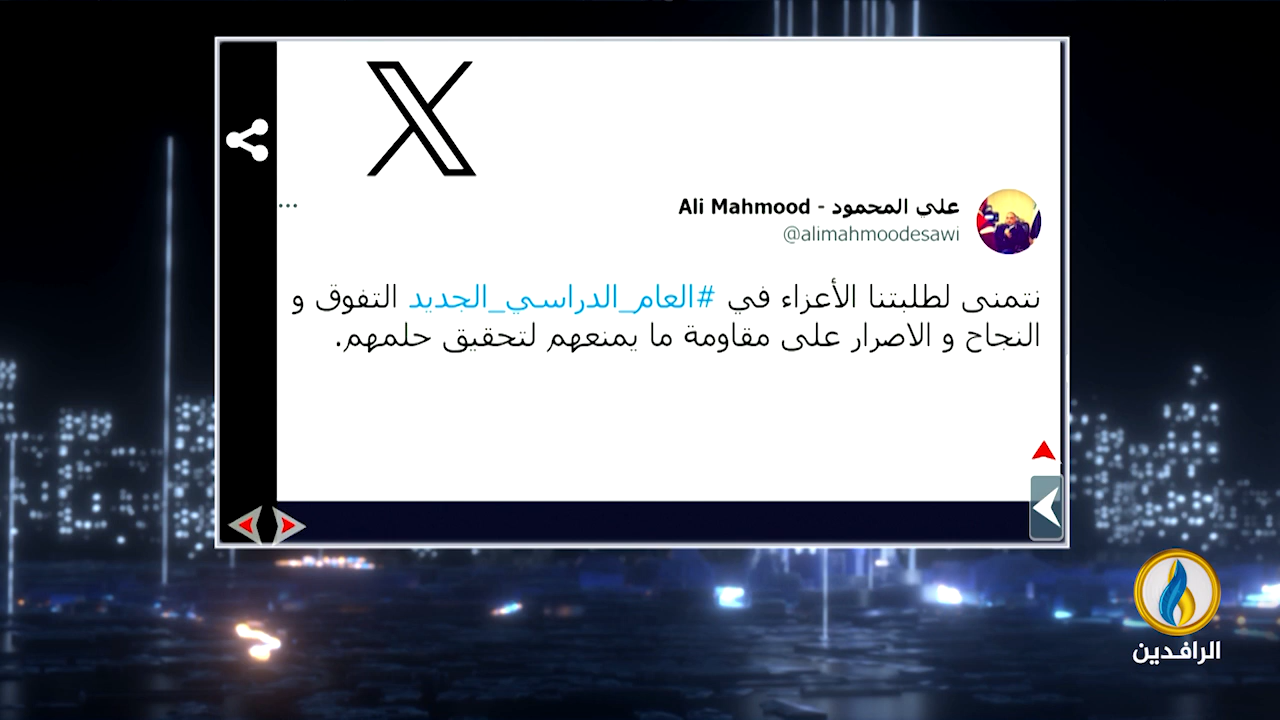 علي المحمود - Ali Mahmood
@alimahmoodesawi
...
نتمنى لطلبتنا الأعزاء في #العام_الدراسي_الجديد التفوق و
النجاح و الاصرار على مقاومة ما يمنعهم لتحقيق حلمهم.
الرافدين